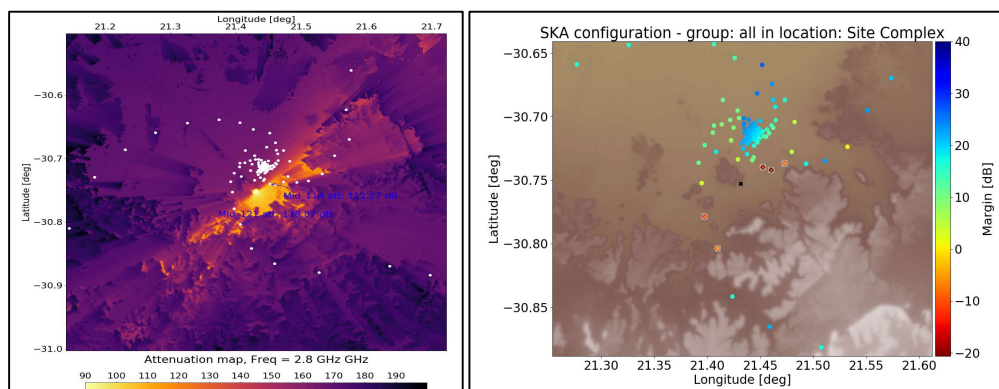 Longitude [deg]
21.2 21.3 21.4 21.5 21.6 21.7
Latitude [deg]
−30.6
−30.7
−30.8
−30.9
−31.0
Attenuation map, Freq = 2.8 GHz GHz
90 100 110 120 130 140 150 160 170 180 190
SKA configuration - group: all in location: Site Complex
Latitude [deg]
−30.65
−30.70
−30.75
−30.80
−30.85
21.30 21.35 21.40 21.45 21.50 21.55 21.60
Longitude [deg]
40
30
20
10
0
−10
−20
Margin [dB]